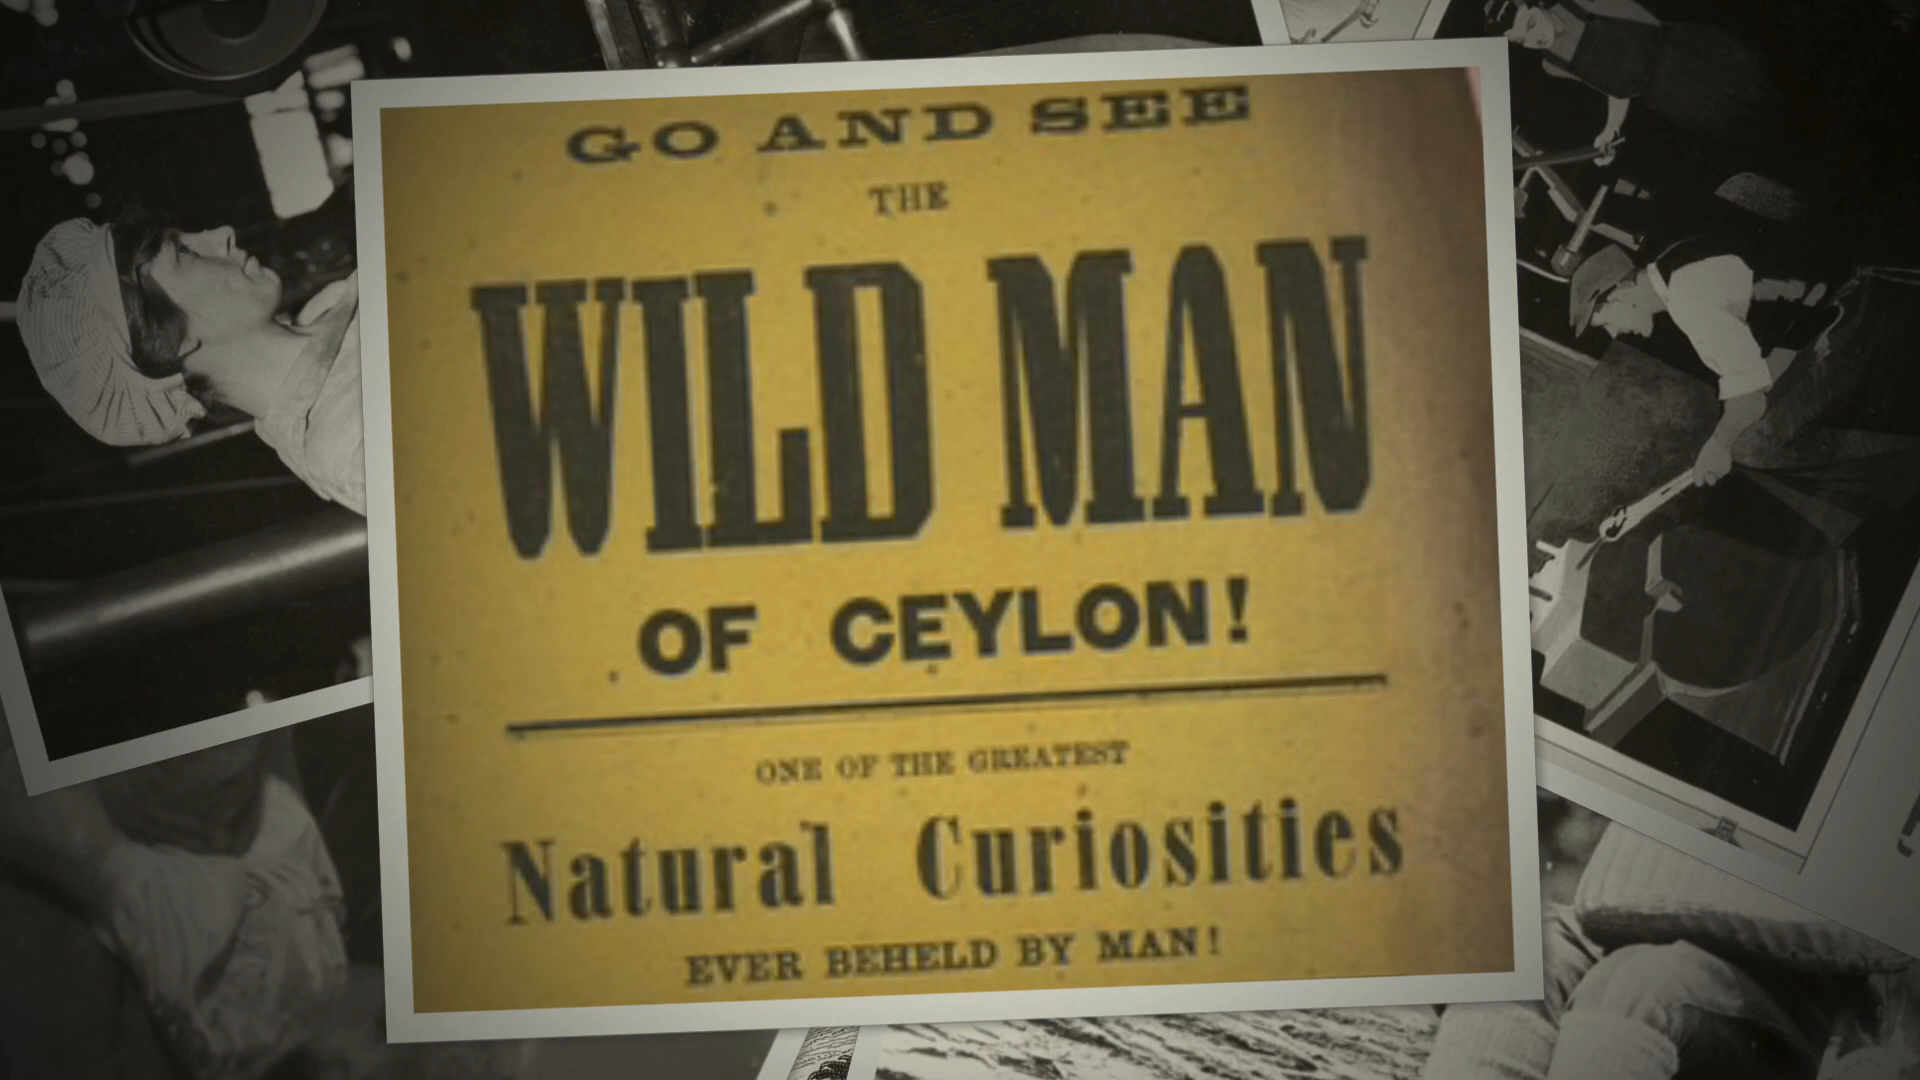 GO AND SEE
THE
WILD MAN
OF CEYLON!
ONE OF THE GREATEST
Natural Curiosities
EVER BEHELD BY MAN!